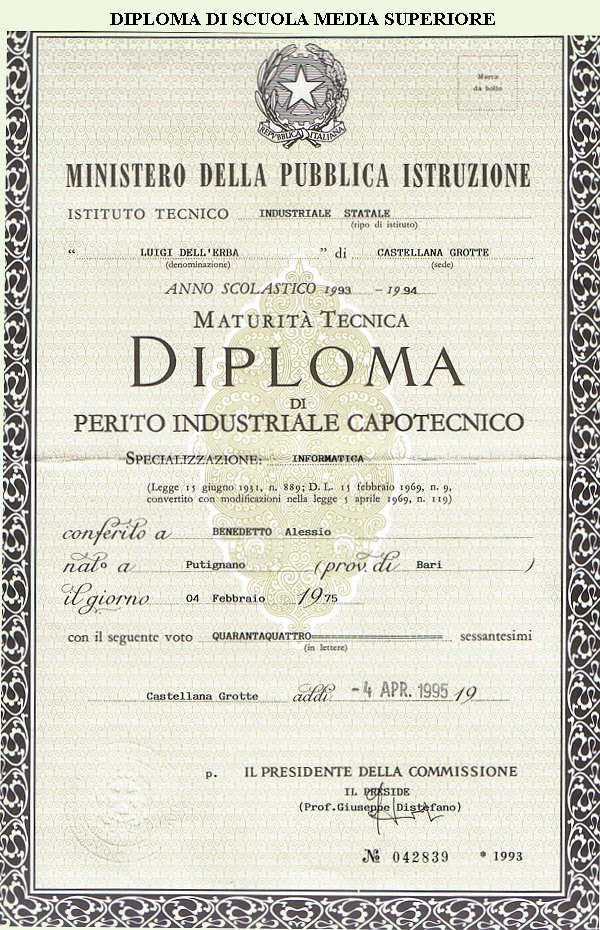 DIPLOMA DI SCUOLA MEDIA SUPERIORE
Marca
da bollo
REPVBBLICA ITALIANA
MINISTERO DELLA PUBBLICA ISTRUZIONE
ISTITUTO TECNICO INDUSTRIALE STATALE
(tipo di istituto)
“ LUIGI DELL'ERBA ” di CASTELLANA GROTTE
(denominazione) (sede)
ANNO SCOLASTICO 1993 – 1994
MATURITÀ TECNICA
DIPLOMA
DI
PERITO INDUSTRIALE CAPOTECNICO
SPECIALIZZAZIONE: INFORMATICA
(Legge 15 giugno 1931, n. 889; D. L. 15 febbraio 1969, n. 9,
convertito con modificazioni nella legge 5 aprile 1969, n. 119)
conferito a BENEDETTO Alessio
nato a Putignano (prov. di Bari )
il giorno 04 Febbraio 1975
con il seguente voto QUARANTAQUATTRO================== sessantesimi
(in lettere)
Castellana Grotte addì -4 APR. 1995 19
p. IL PRESIDENTE DELLA COMMISSIONE
IL PRESIDE
(Prof.Giuseppe Distefano)
№ 042839 * 1993